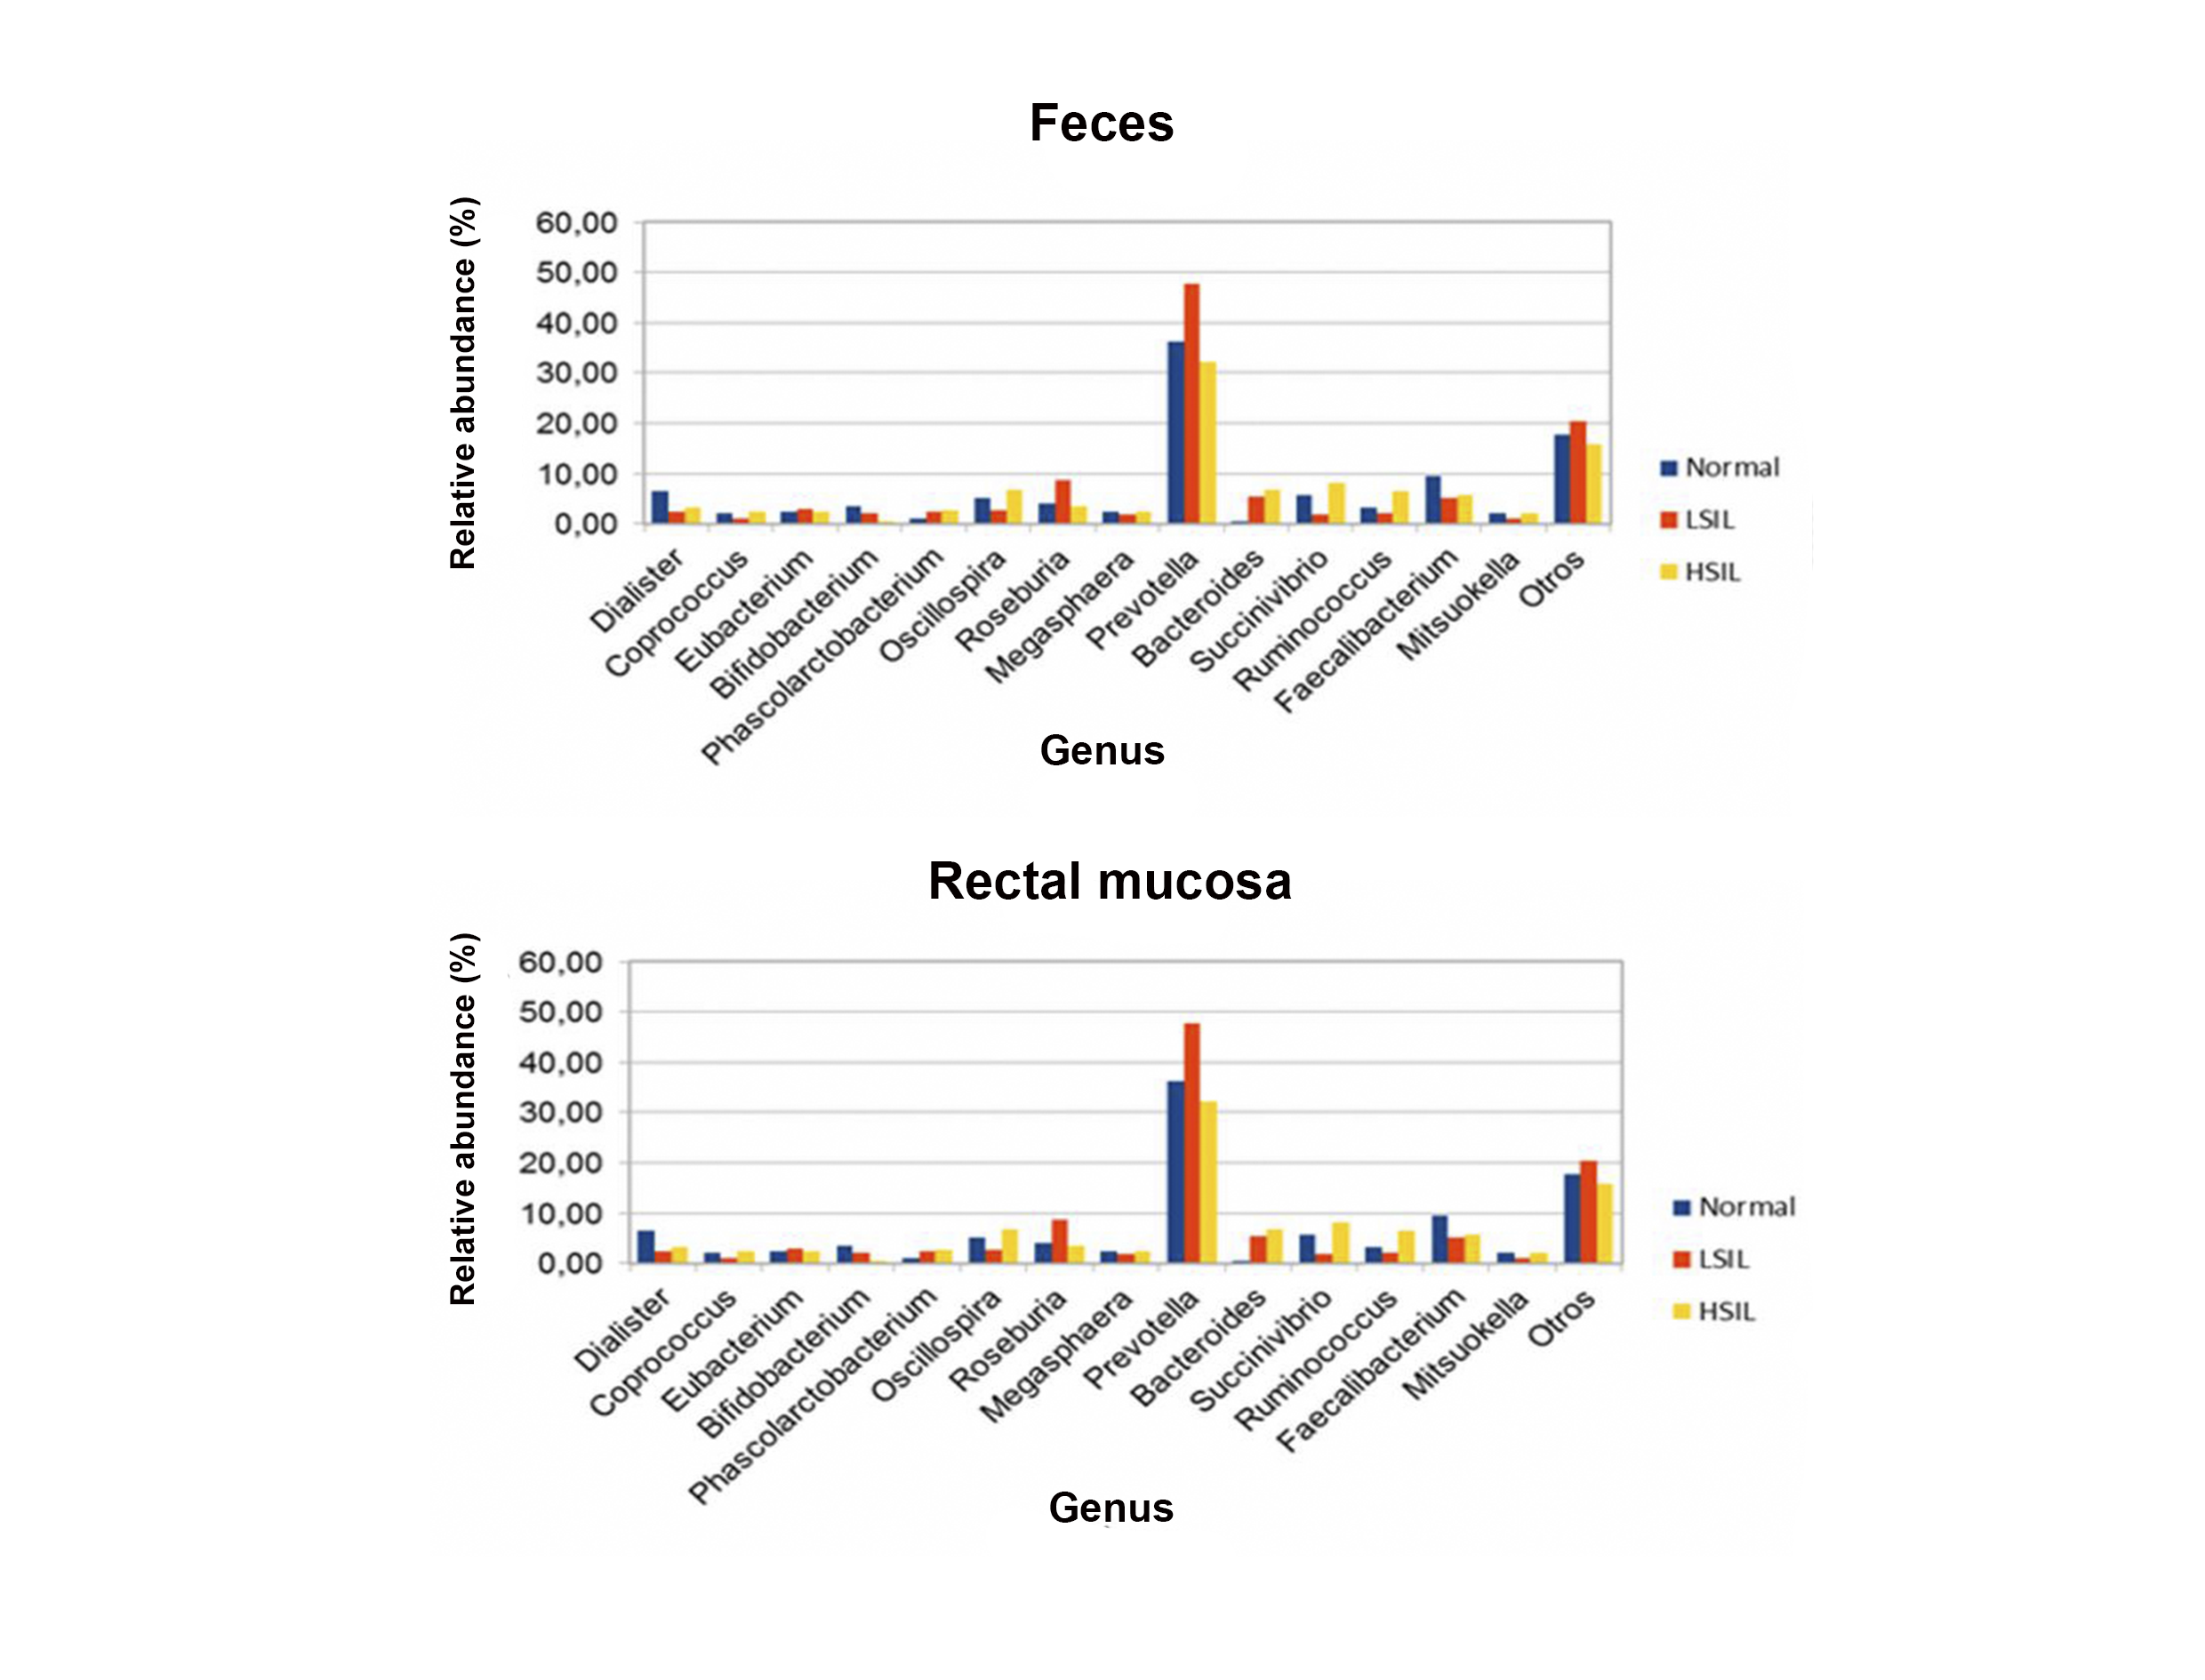 Feces
Relative abundance (%)
60,00
50,00
40,00
30,00
20,00
10,00
0,00
Dialister
Coprococcus
Eubacterium
Bifidobacterium
Phascolarctobacterium
Oscillospira
Roseburia
Megasphaera
Prevotella
Bacteroides
Succinivibrio
Ruminococcus
Faecalibacterium
Mitsuokella
Otros
Genus
Normal
LSIL
HSIL
Rectal mucosa
Relative abundance (%)
60,00
50,00
40,00
30,00
20,00
10,00
0,00
Dialister
Coprococcus
Eubacterium
Bifidobacterium
Phascolarctobacterium
Oscillospira
Roseburia
Megasphaera
Prevotella
Bacteroides
Succinivibrio
Ruminococcus
Faecalibacterium
Mitsuokella
Otros
Genus
Normal
LSIL
HSIL